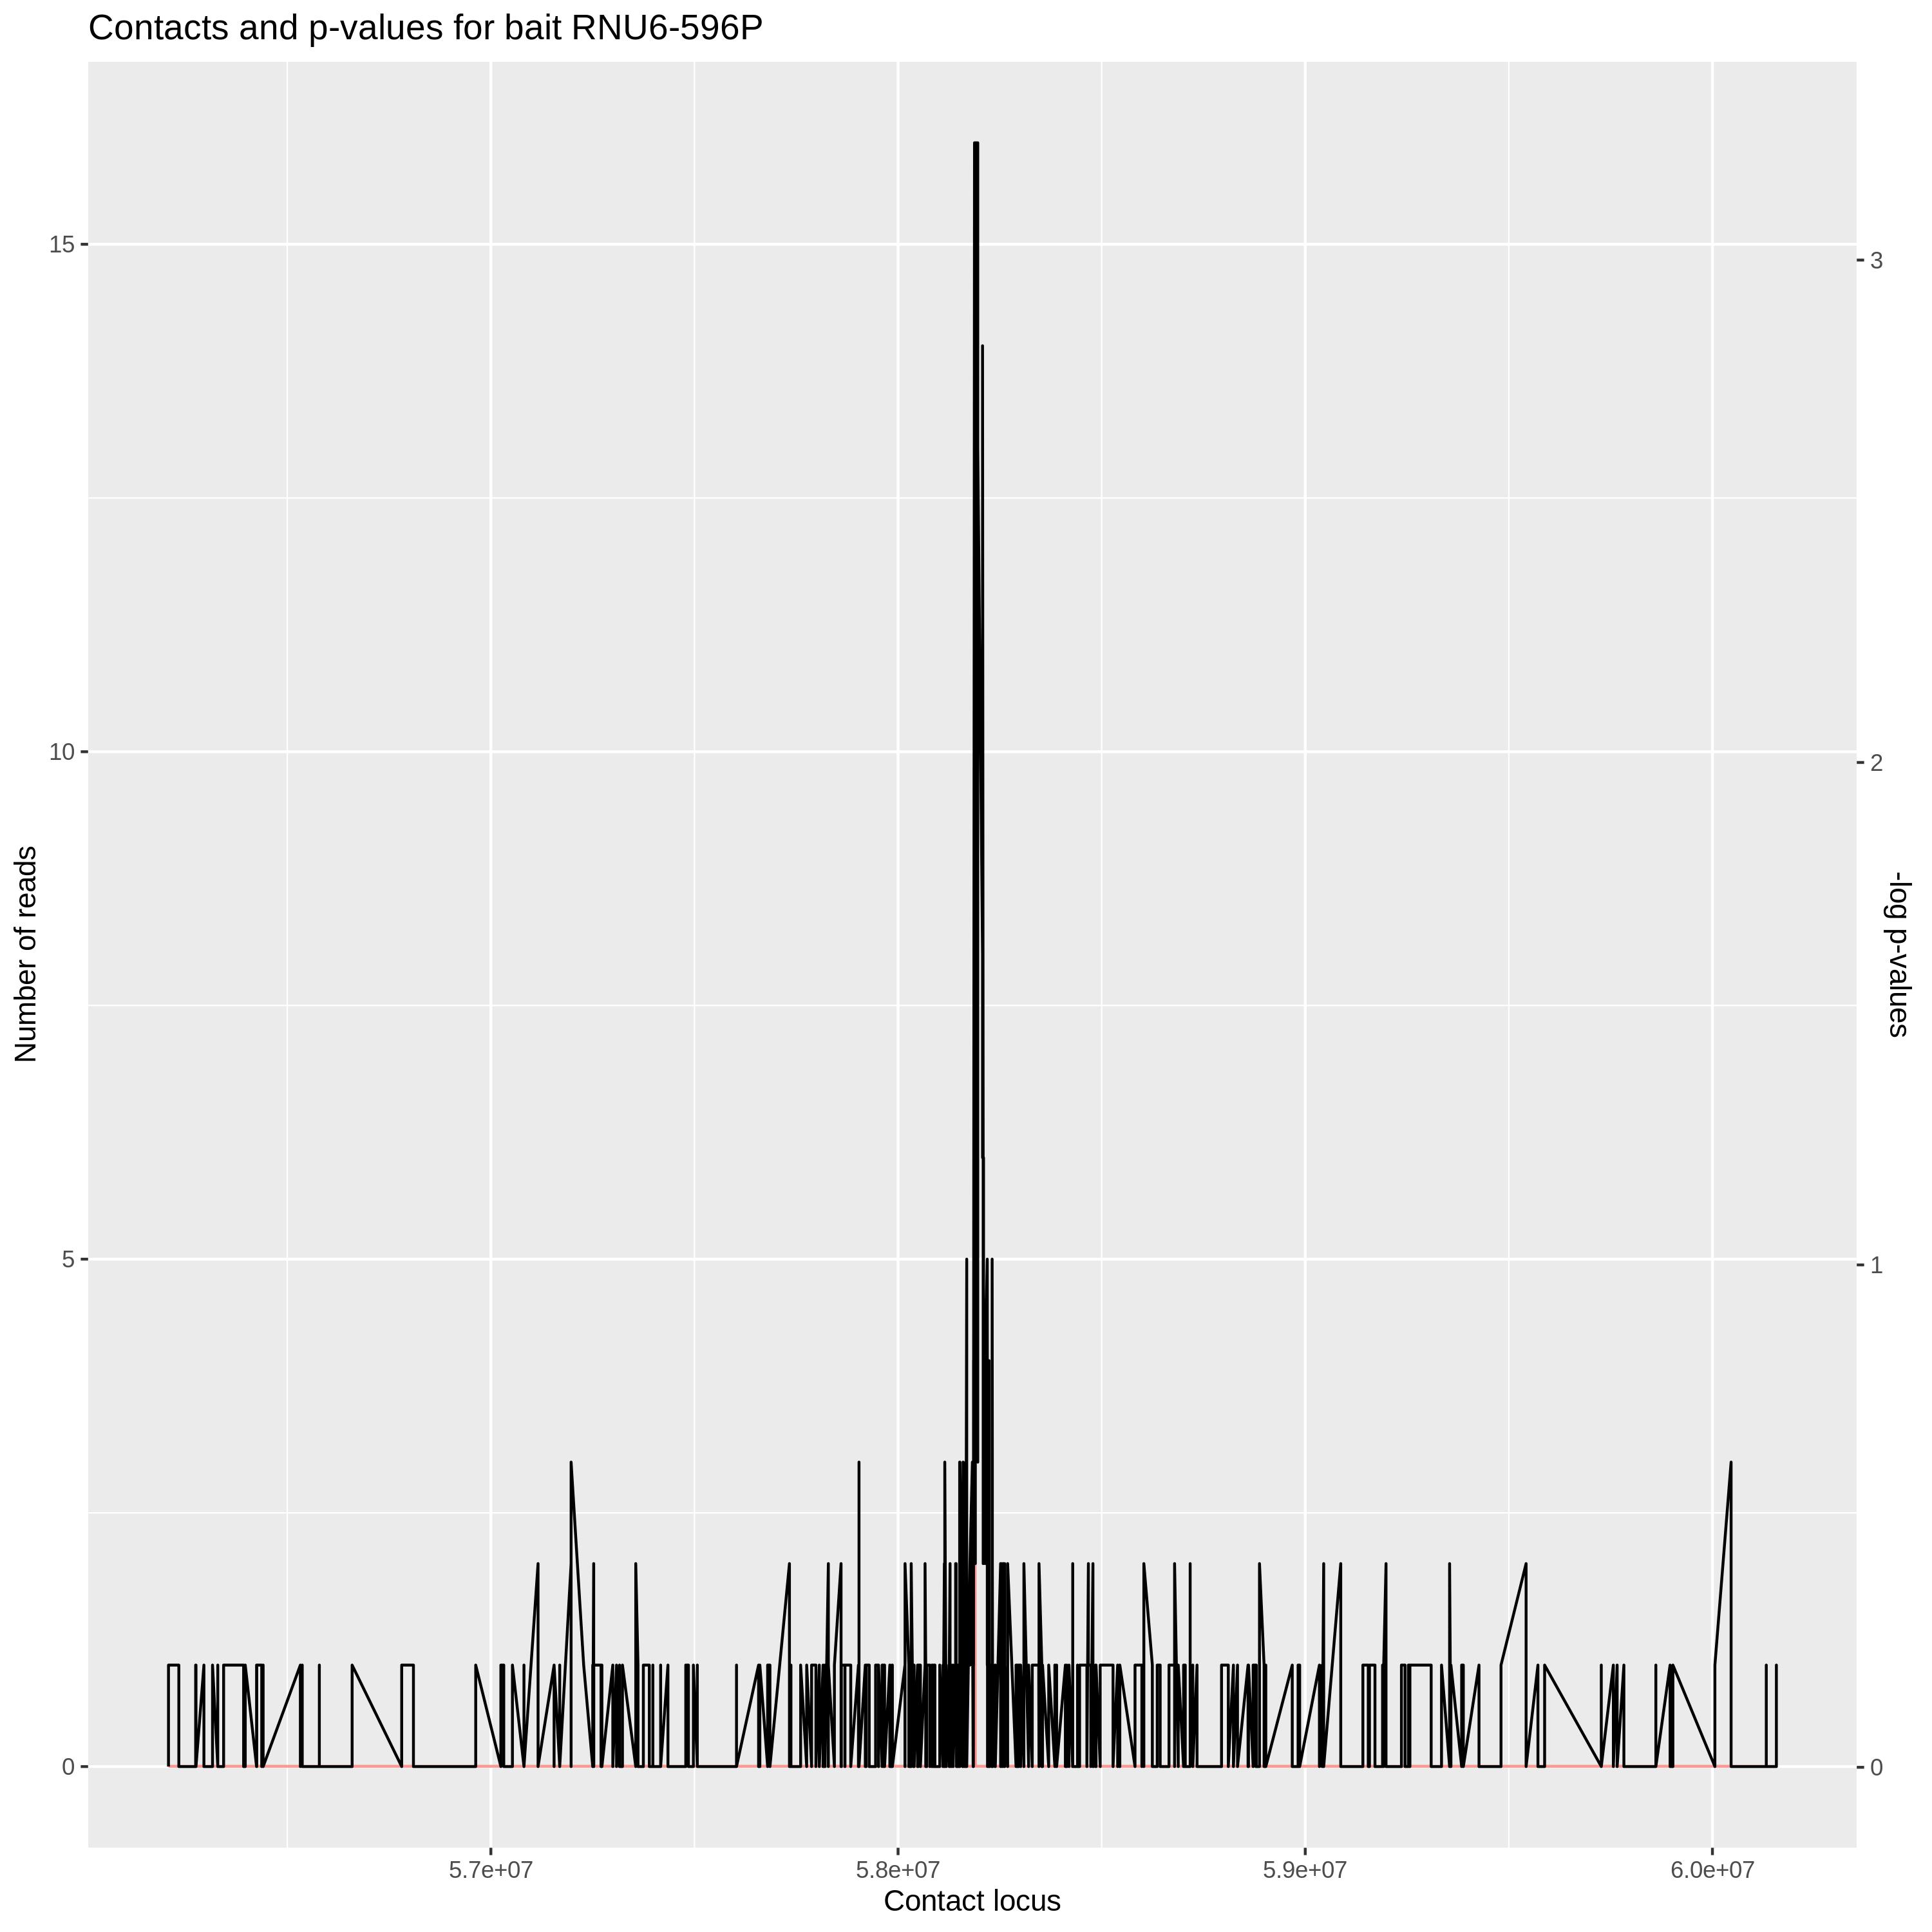 Contacts and p-values for bait RNU6-596P
15
10
5
0
3
2
1
0
Number of reads
-log p-values
5.7e+07
5.8e+07
5.9e+07
6.0e+07
Contact locus